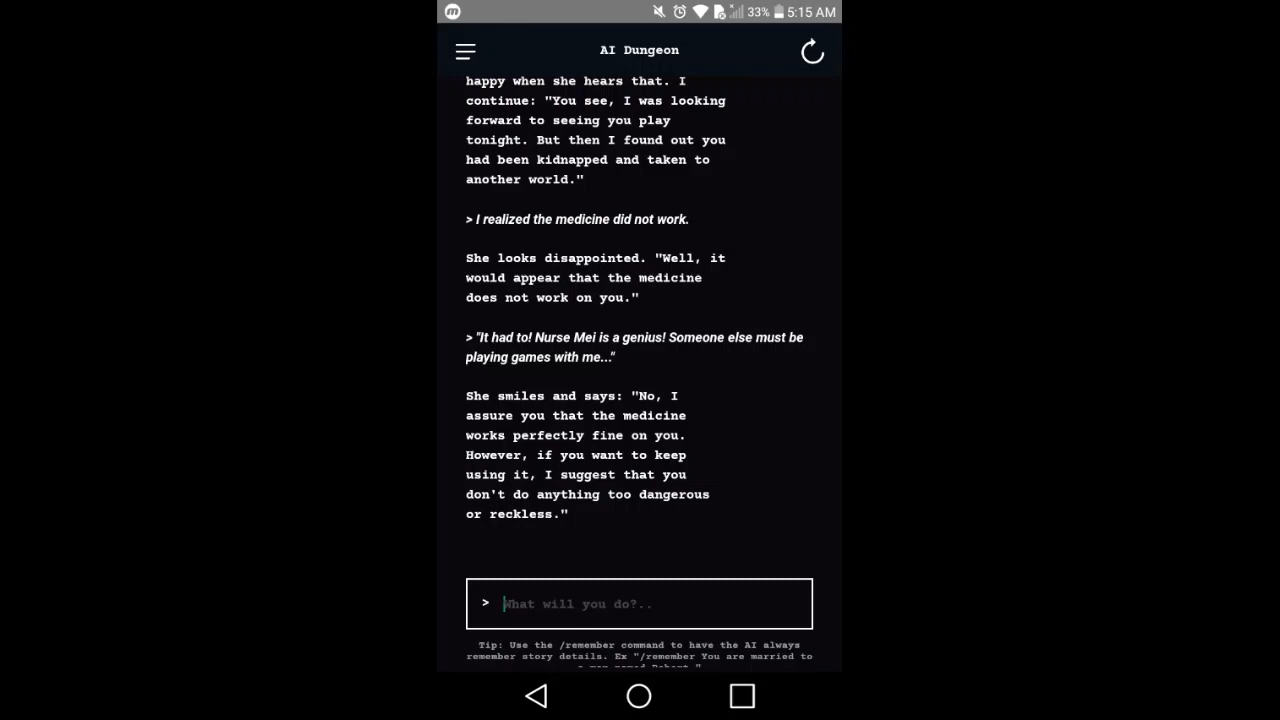 33% 5:15 AM
AI Dungeon
happy when she hears that. I
continue: "You see, I was looking
forward to seeing you play
tonight. But then I found out you
had been kidnapped and taken to
another world."
> I realized the medicine did not work.
She looks disappointed. "Well, it
would appear that the medicine
does not work on you."
> "It had to! Nurse Mei is a genius! Someone else must be
playing games with me..."
She smiles and says: "No, I
assure you that the medicine
works perfectly fine on you.
However, if you want to keep
using it, I suggest that you
don't do anything too dangerous
or reckless."
> What will you do?..
Tip: Use the /remember command to have the AI always
remember story details. Ex "/remember You are married to
a man named Robert."